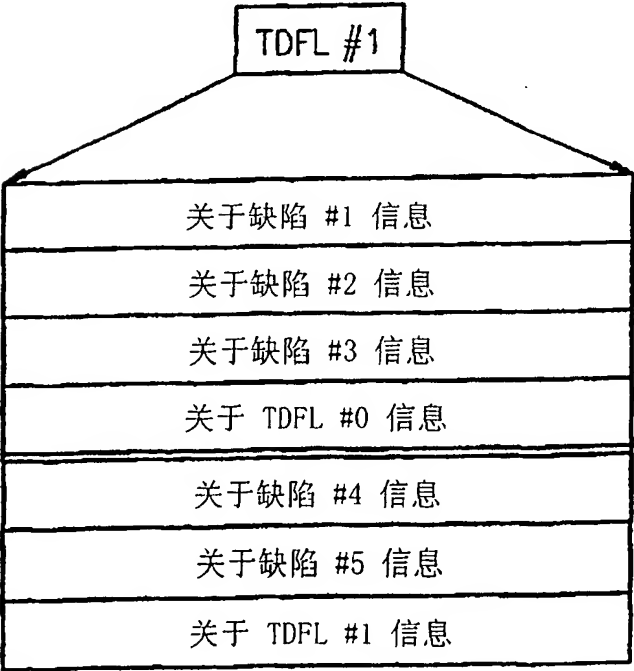 TDFL #1
关于缺陷 #1 信息
关于缺陷 #2 信息
关于缺陷 #3 信息
关于 TDFL #0 信息
关于缺陷 #4 信息
关于缺陷 #5 信息
关于 TDFL #1 信息